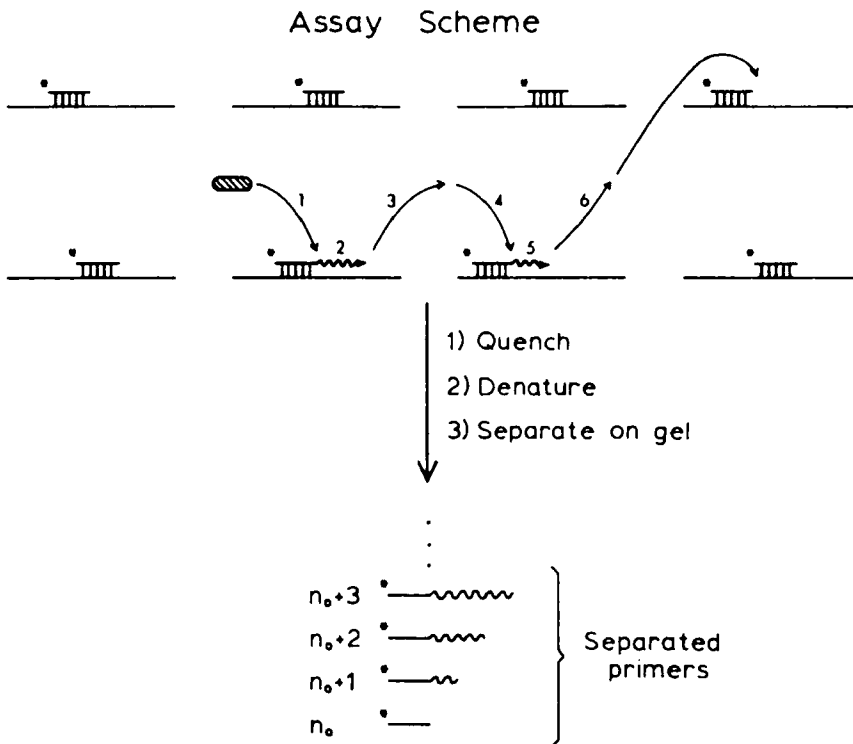 Assay Scheme
1 2 3 4 5 6
1) Quench
2) Denature
3) Separate on gel
n₀+3
n₀+2
n₀+1
n₀
Separated
primers